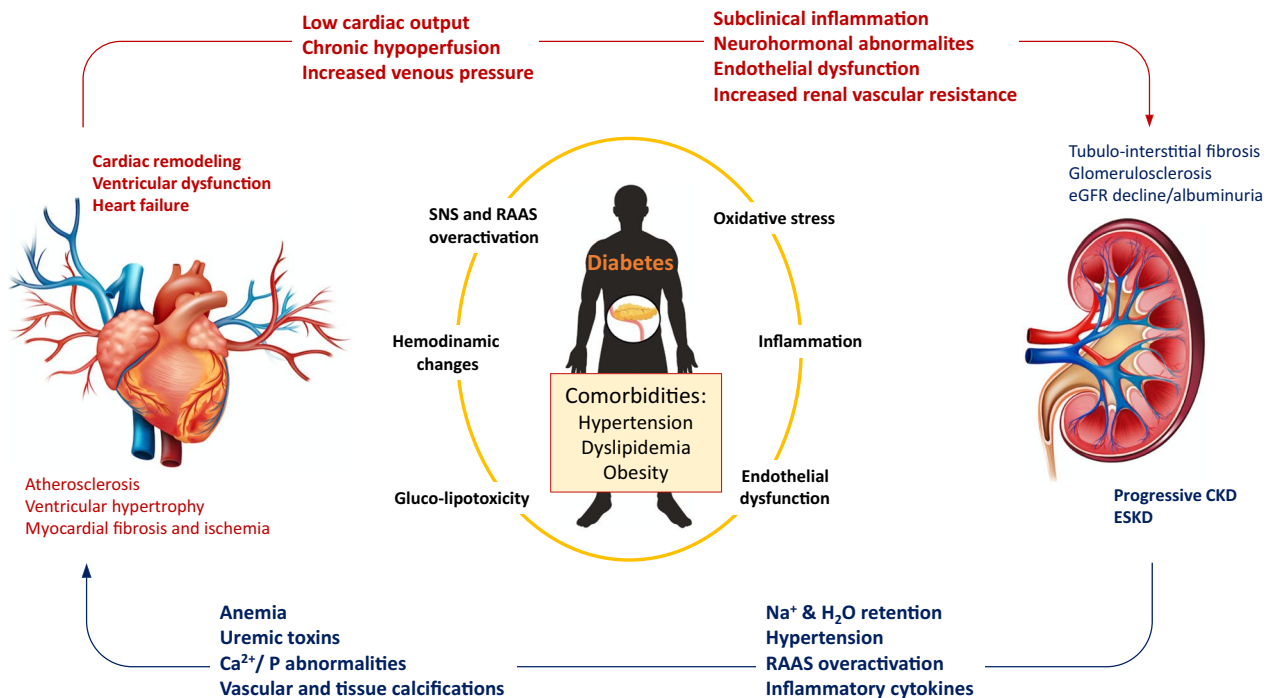 Low cardiac output
Chronic hypoperfusion
Increased venous pressure
Subclinical inflammation
Neurohormonal abnormalites
Endothelial dysfunction
Increased renal vascular resistance
Cardiac remodeling
Ventricular dysfunction
Heart failure
Tubulo-interstitial fibrosis
Glomerulosclerosis
eGFR decline/albuminuria
SNS and RAAS
overactivation
Oxidative stress
Diabetes
Hemodinamic
changes
Inflammation
Comorbidities:
Hypertension
Dyslipidemia
Obesity
Gluco-lipotoxicity
Endothelial
dysfunction
Atherosclerosis
Ventricular hypertrophy
Myocardial fibrosis and ischemia
Progressive CKD
ESKD
Anemia
Uremic toxins
Ca²⁺/ P abnormalities
Vascular and tissue calcifications
Na⁺ & H₂O retention
Hypertension
RAAS overactivation
Inflammatory cytokines